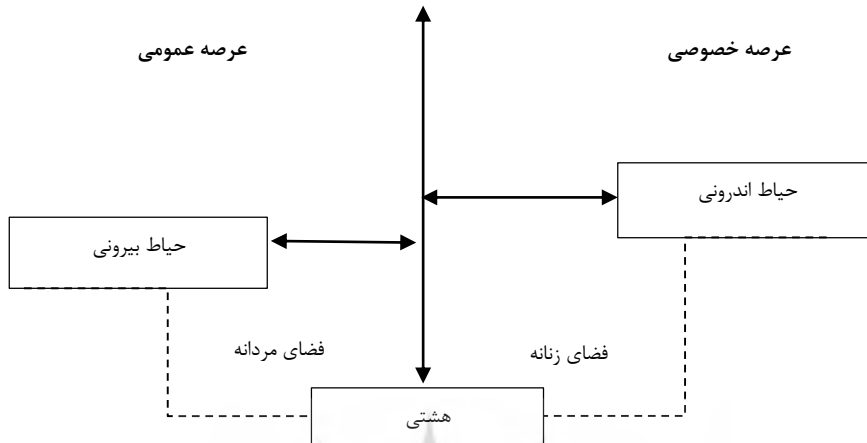 عرصه خصوصی
عرصه عمومی
حیاط اندرونی
حیاط بیرونی
فضای زنانه
فضای مردانه
هشتی